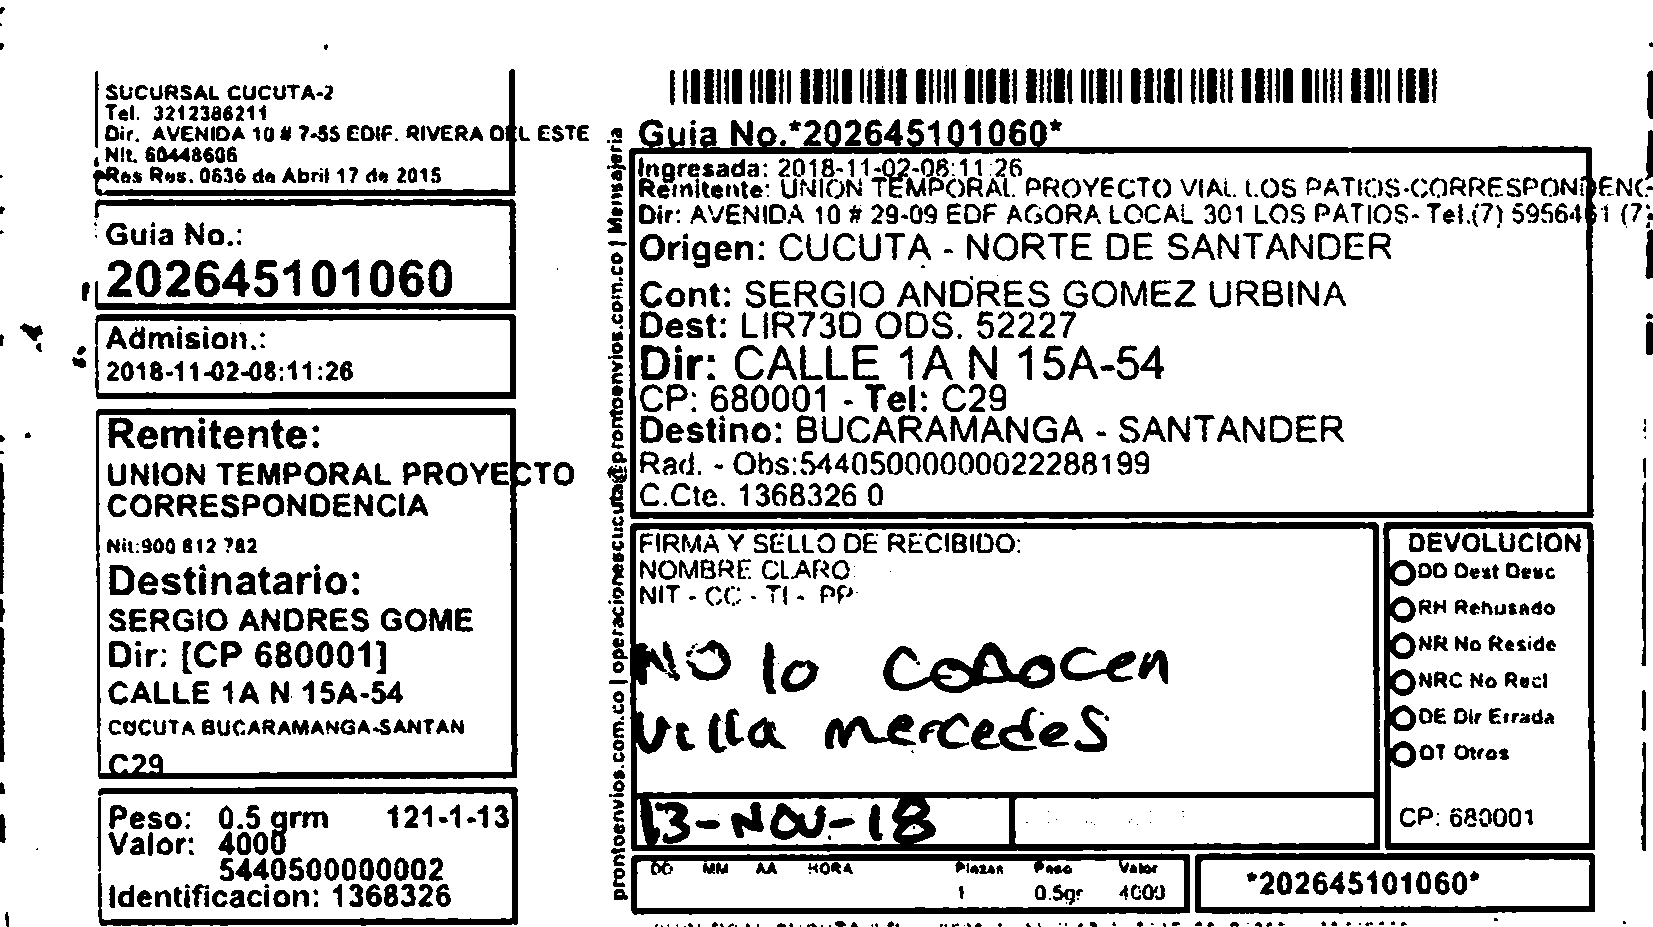 SUCURSAL CUCUTA-2
Tel. 3212386211
Dir. AVENIDA 10 # 7-55 EDIF. RIVERA DEL ESTE
Nit. 60448606
Res Res. 0636 de Abril 17 de 2015
Guia No.:
202645101060
Admision.:
2018-11-02-08:11:26
Remitente:
UNION TEMPORAL PROYECTO
CORRESPONDENCIA
Nit:900 612 782
Destinatario:
SERGIO ANDRES GOME
Dir: [CP 680001]
CALLE 1A N 15A-54
COCUTA BUCARAMANGA-SANTAN
C29
Peso: 0.5 grm 121-1-13
Valor: 4000
5440500000002
Identificacion: 1368326
prontoenvios.com.co | operacionescucuta@prontoenvios.com.co | Mensajeria
Guia No.*202645101060*
Ingresada: 2018-11-02-08:11:26
Remitente: UNION TEMPORAL PROYECTO VIAL LOS PATIOS-CORRESPONDENC
Dir: AVENIDA 10 # 29-09 EDF AGORA LOCAL 301 LOS PATIOS- Tel.(7) 5956461 (7)
Origen: CUCUTA - NORTE DE SANTANDER
Cont: SERGIO ANDRES GOMEZ URBINA
Dest: LIR73D ODS. 52227
Dir: CALLE 1A N 15A-54
CP: 680001 - Tel: C29
Destino: BUCARAMANGA - SANTANDER
Rad. - Obs:54405000000022288199
C.Cte. 1368326 0
FIRMA Y SELLO DE RECIBIDO:
NOMBRE CLARO:
NIT - CC - TI - PP
NO lo conocen
Villa mercedes
13-NOV-18
DD MM AA HORA Piezas Peso Valor
1 0.5gr 4000
DEVOLUCION
DD Dest Desc
RH Rehusado
NR No Reside
NRC No Recl
DE Dir Errada
OT Otros
CP: 680001
*202645101060*